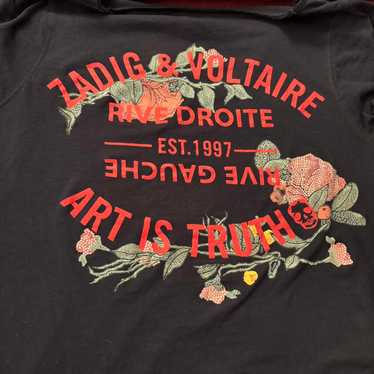 ZADIG & VOLTAIRE
RIVE DROITE
EST.1997
RIVE GAUCHE
ART IS TRUTH